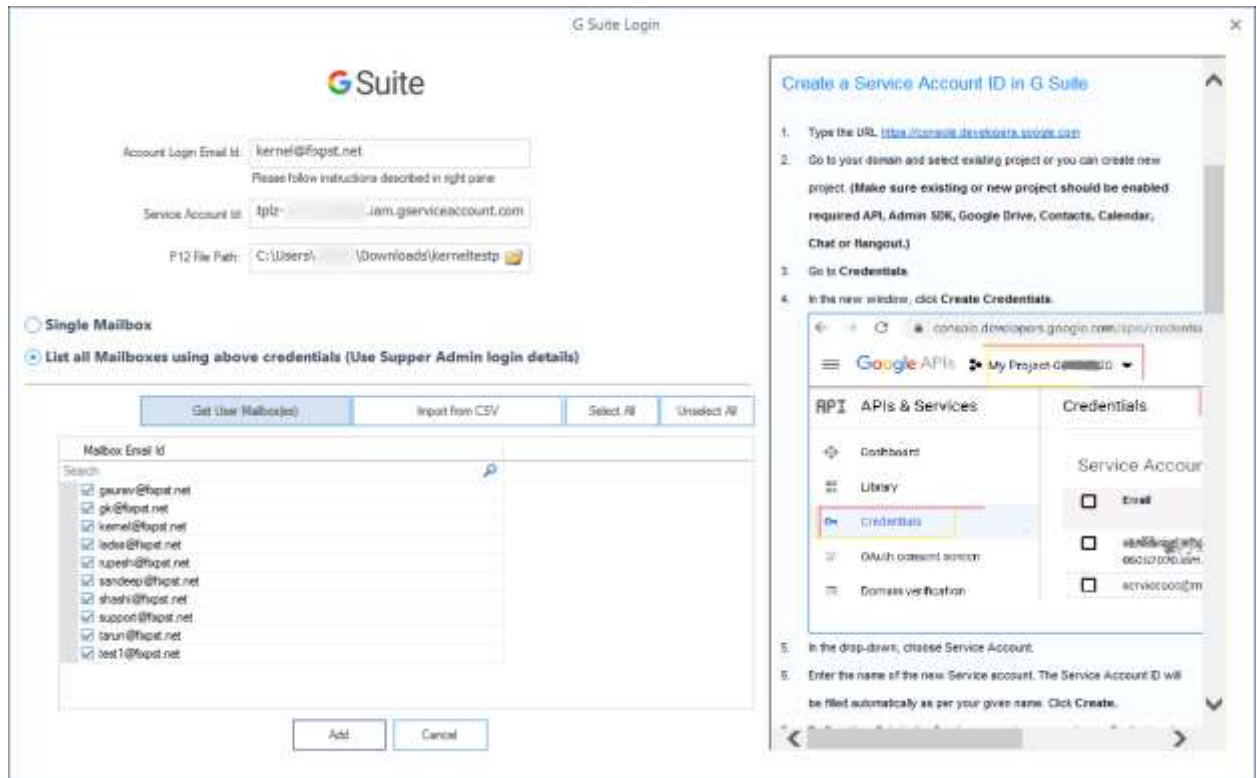 G Suite Login
G Suite
Account Login Email Id:
kernel@fixpst.net
Please follow instructions described in right pane
Service Account Id:
tplz-
.iam.gserviceaccount.com
P12 File Path:
C:\Users\
\Downloads\kerneltestp
Single Mailbox
List all Mailboxes using above credentials (Use Supper Admin login details)
Get User Mailbox(es)
Import from CSV
Select All
Unselect All
Mailbox Email Id
Search
gaurav@fixpst.net
gk@fixpst.net
kernel@fixpst.net
rupesh@fixpst.net
sandeep@fixpst.net
shashi@fixpst.net
support@fixpst.net
tarun@fixpst.net
test1@fixpst.net
Add
Cancel
Create a Service Account ID in G Suite
1. Type the URL https://console.developers.google.com
2. Go to your domain and select existing project or you can create new
project. (Make sure existing or new project should be enabled
required API, Admin SDK, Google Drive, Contacts, Calendar,
Chat or Hangout.)
3. Go to Credentials.
4. In the new window, click Create Credentials.
console.developers.google.com/apis/credentia
Google APIs
My Project
API APIs & Services
Credentials
Dashboard
Library
Credentials
OAuth consent screen
Domain verification
Service Accour
Email
5. In the drop-down, choose Service Account.
6. Enter the name of the new Service account. The Service Account ID will
be filled automatically as per your given name. Click Create.